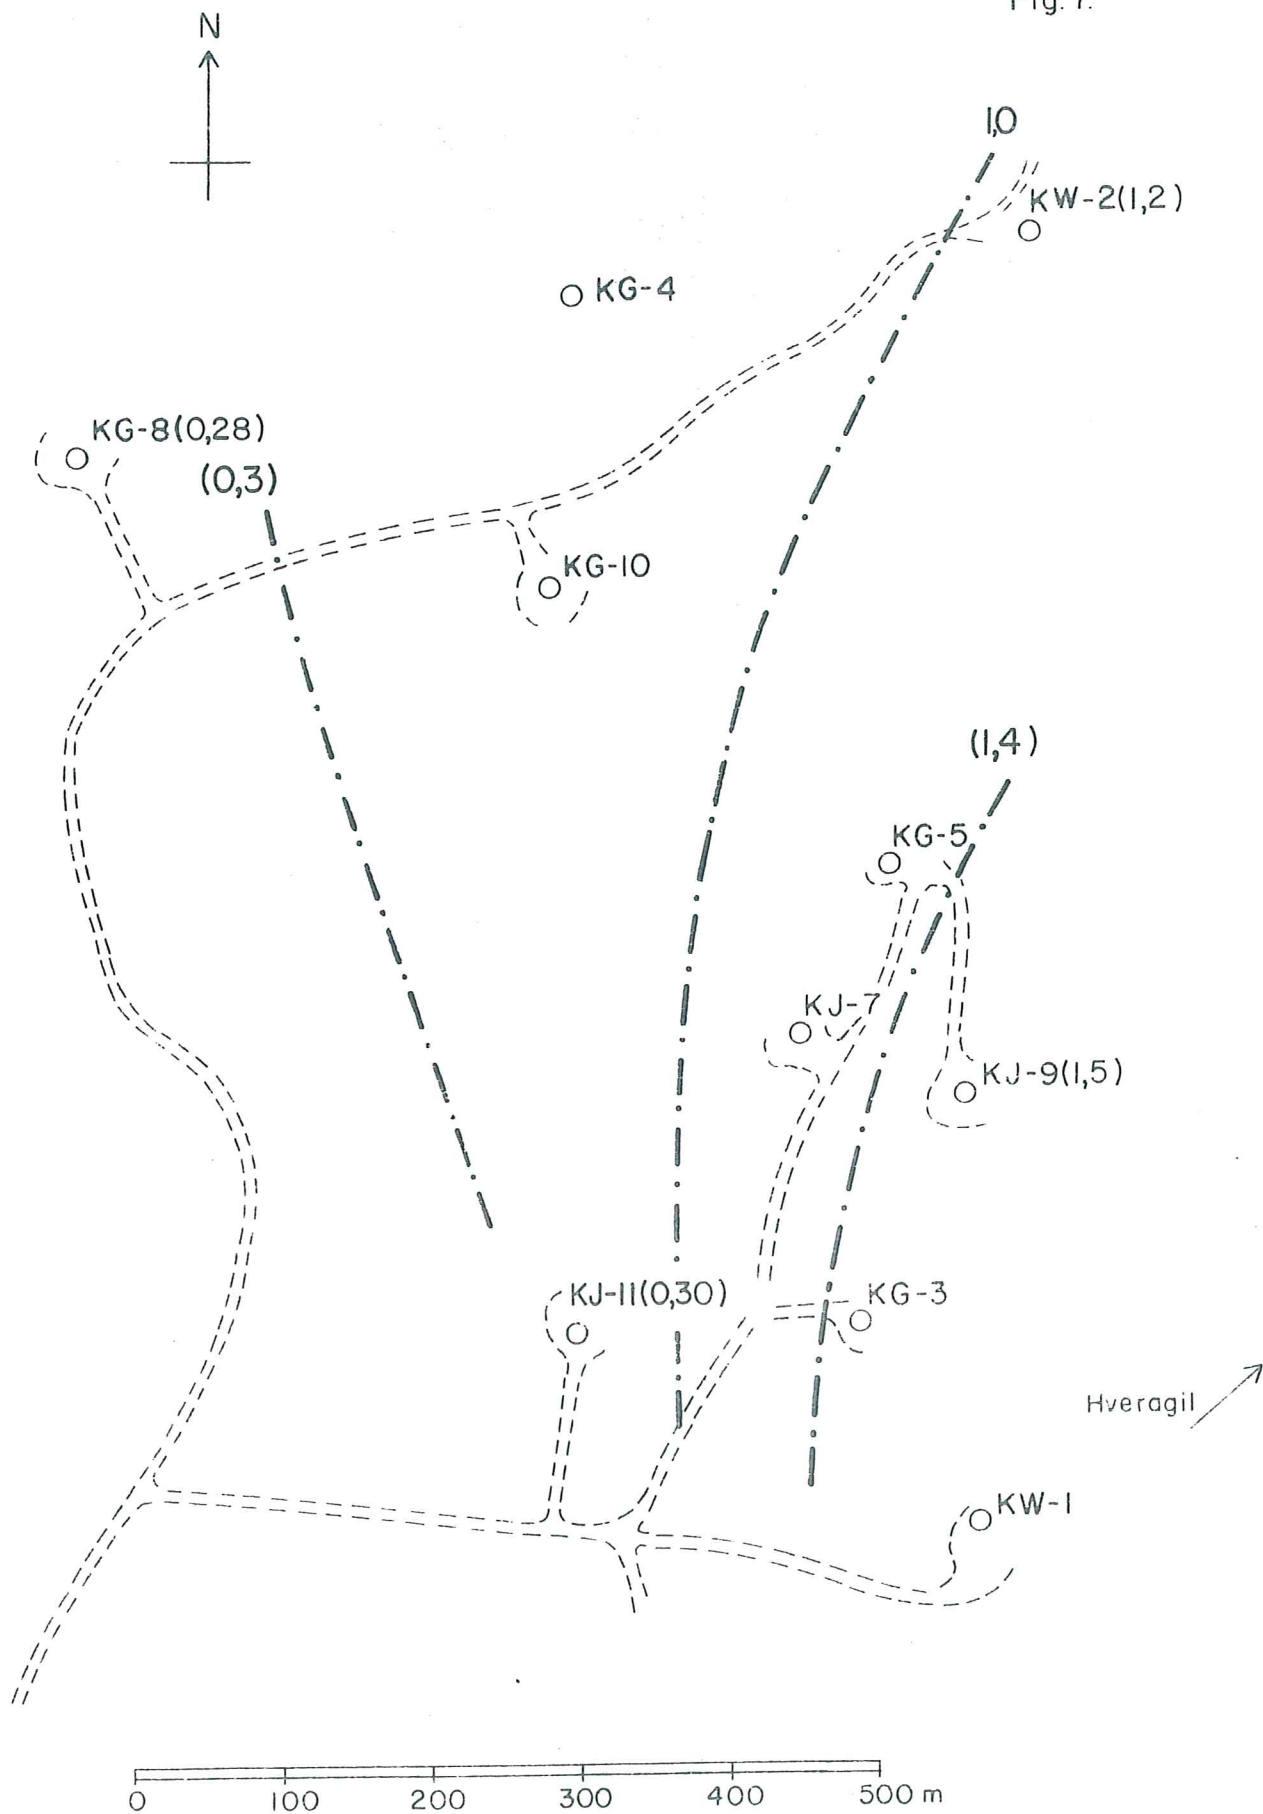 Fig. 7.
N
1,0
KW-2(1,2)
KG-4
KG-8(0,28)
(0,3)
KG-10
(1,4)
KG-5
KJ-7
KJ-9(1,5)
KJ-11(0,30)
KG-3
Hveragil
KW-1
0 100 200 300 400 500 m